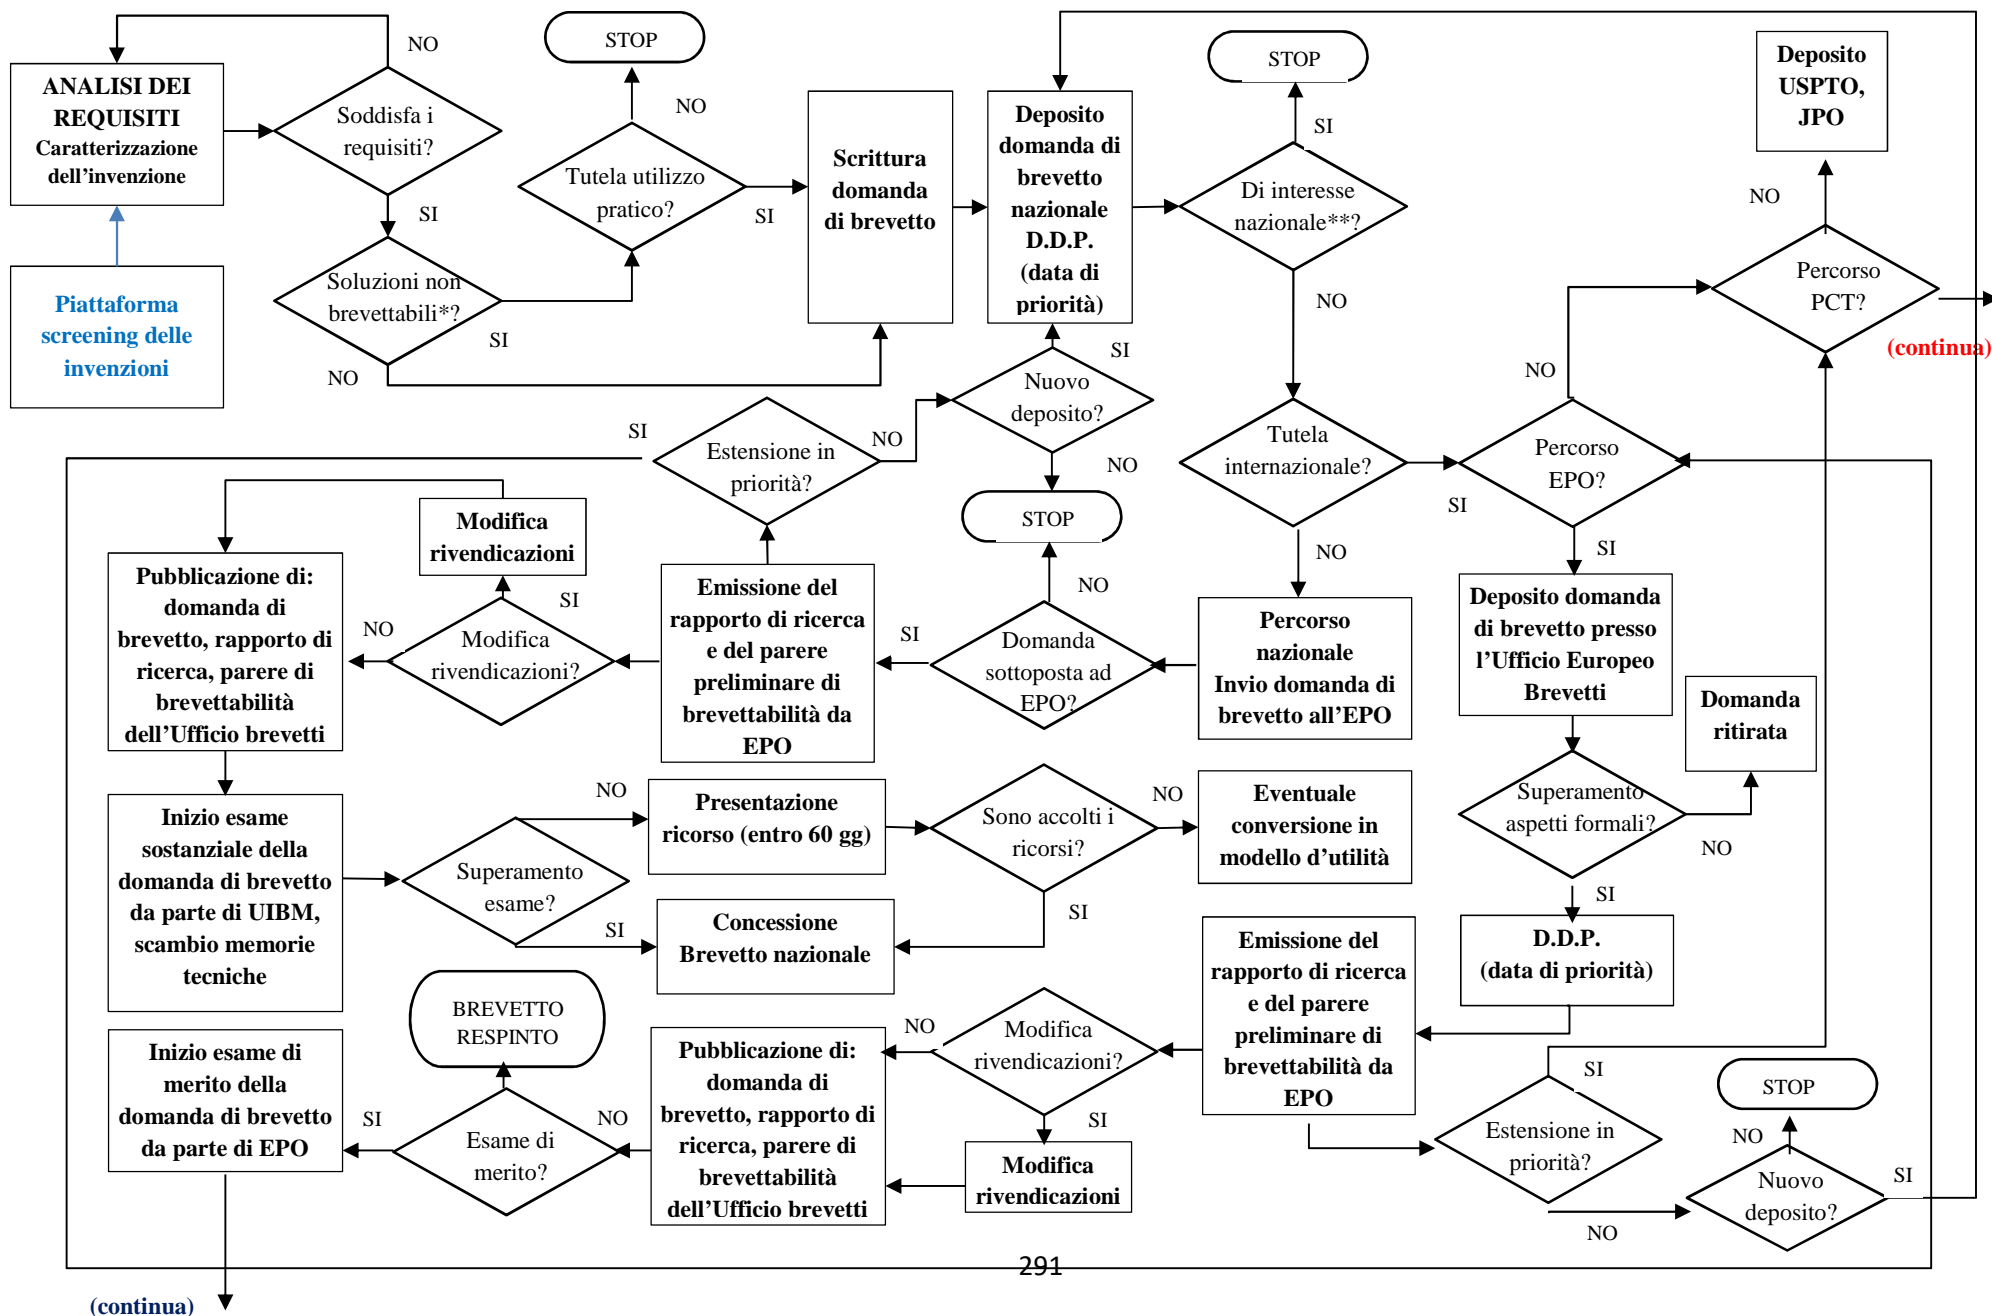 STOP
NO
STOP
Deposito
USPTO,
JPO
ANALISI DEI
REQUISITI
Caratterizzazione
dell'invenzione
Soddisfa i
requisiti?
NO
Tutela utilizzo
pratico?
SI
Scrittura
domanda
di brevetto
Deposito
domanda di
brevetto
nazionale
D.D.P.
(data di
priorità)
SI
Di interesse
nazionale**?
NO
NO
Percorso
PCT?
(continua)
SI
Piattaforma
screening delle
invenzioni
Soluzioni non
brevettabili*?
SI
NO
SI
Nuovo
deposito?
NO
NO
SI
Estensione in
priorità?
NO
Tutela
internazionale?
SI
Percorso
EPO?
STOP
NO
SI
Modifica
rivendicazioni
Pubblicazione di:
domanda di
brevetto, rapporto di
ricerca, parere di
brevettabilità
dell'Ufficio brevetti
NO
SI
Modifica
rivendicazioni?
Emissione del
rapporto di ricerca
e del parere
preliminare di
brevettabilità da
EPO
SI
NO
Domanda
sottoposta ad
EPO?
Percorso
nazionale
Invio domanda di
brevetto all'EPO
Deposito domanda
di brevetto presso
l'Ufficio Europeo
Brevetti
Domanda
ritirata
Inizio esame
sostanziale della
domanda di brevetto
da parte di UIBM,
scambio memorie
tecniche
Superamento
esame?
NO
SI
Presentazione
ricorso (entro 60 gg)
Sono accolti i
ricorsi?
NO
SI
Eventuale
conversione in
modello d'utilità
Superamento
aspetti formali?
NO
SI
Concessione
Brevetto nazionale
D.D.P.
(data di priorità)
BREVETTO
RESPINTO
Inizio esame di
merito della
domanda di brevetto
da parte di EPO
SI
Esame di
merito?
NO
Pubblicazione di:
domanda di
brevetto, rapporto di
ricerca, parere di
brevettabilità
dell'Ufficio brevetti
NO
Modifica
rivendicazioni?
SI
Modifica
rivendicazioni
Emissione del
rapporto di ricerca
e del parere
preliminare di
brevettabilità da
EPO
SI
Estensione in
priorità?
NO
STOP
NO
Nuovo
deposito?
SI
291
(continua)